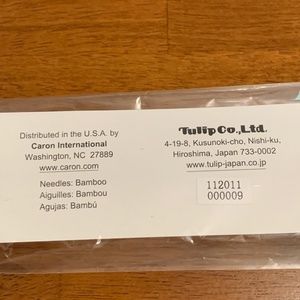 Distributed in the U.S.A. by
Caron International
Washington, NC 27889
www.caron.com
Needles: Bamboo
Aiguilles: Bambou
Agujas: Bambú
Tulip Co.,Ltd.
4-19-8, Kusunoki-cho, Nishi-ku,
Hiroshima, Japan 733-0002
www.tulip-japan.co.jp
112011
000009